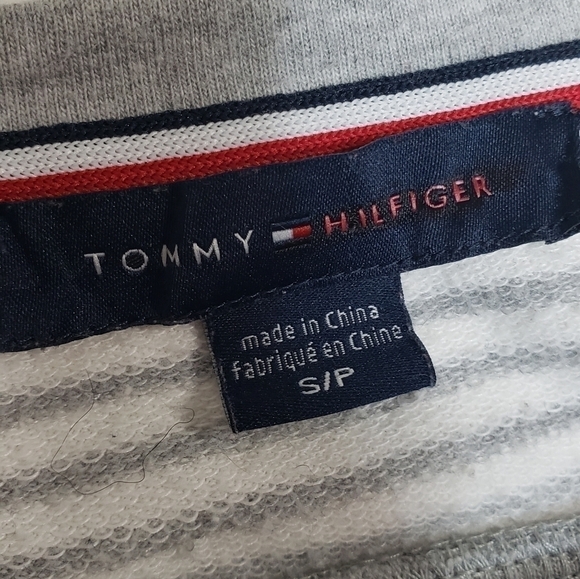 TOMMY HILFIGER
made in China
fabriqué en Chine
S/P